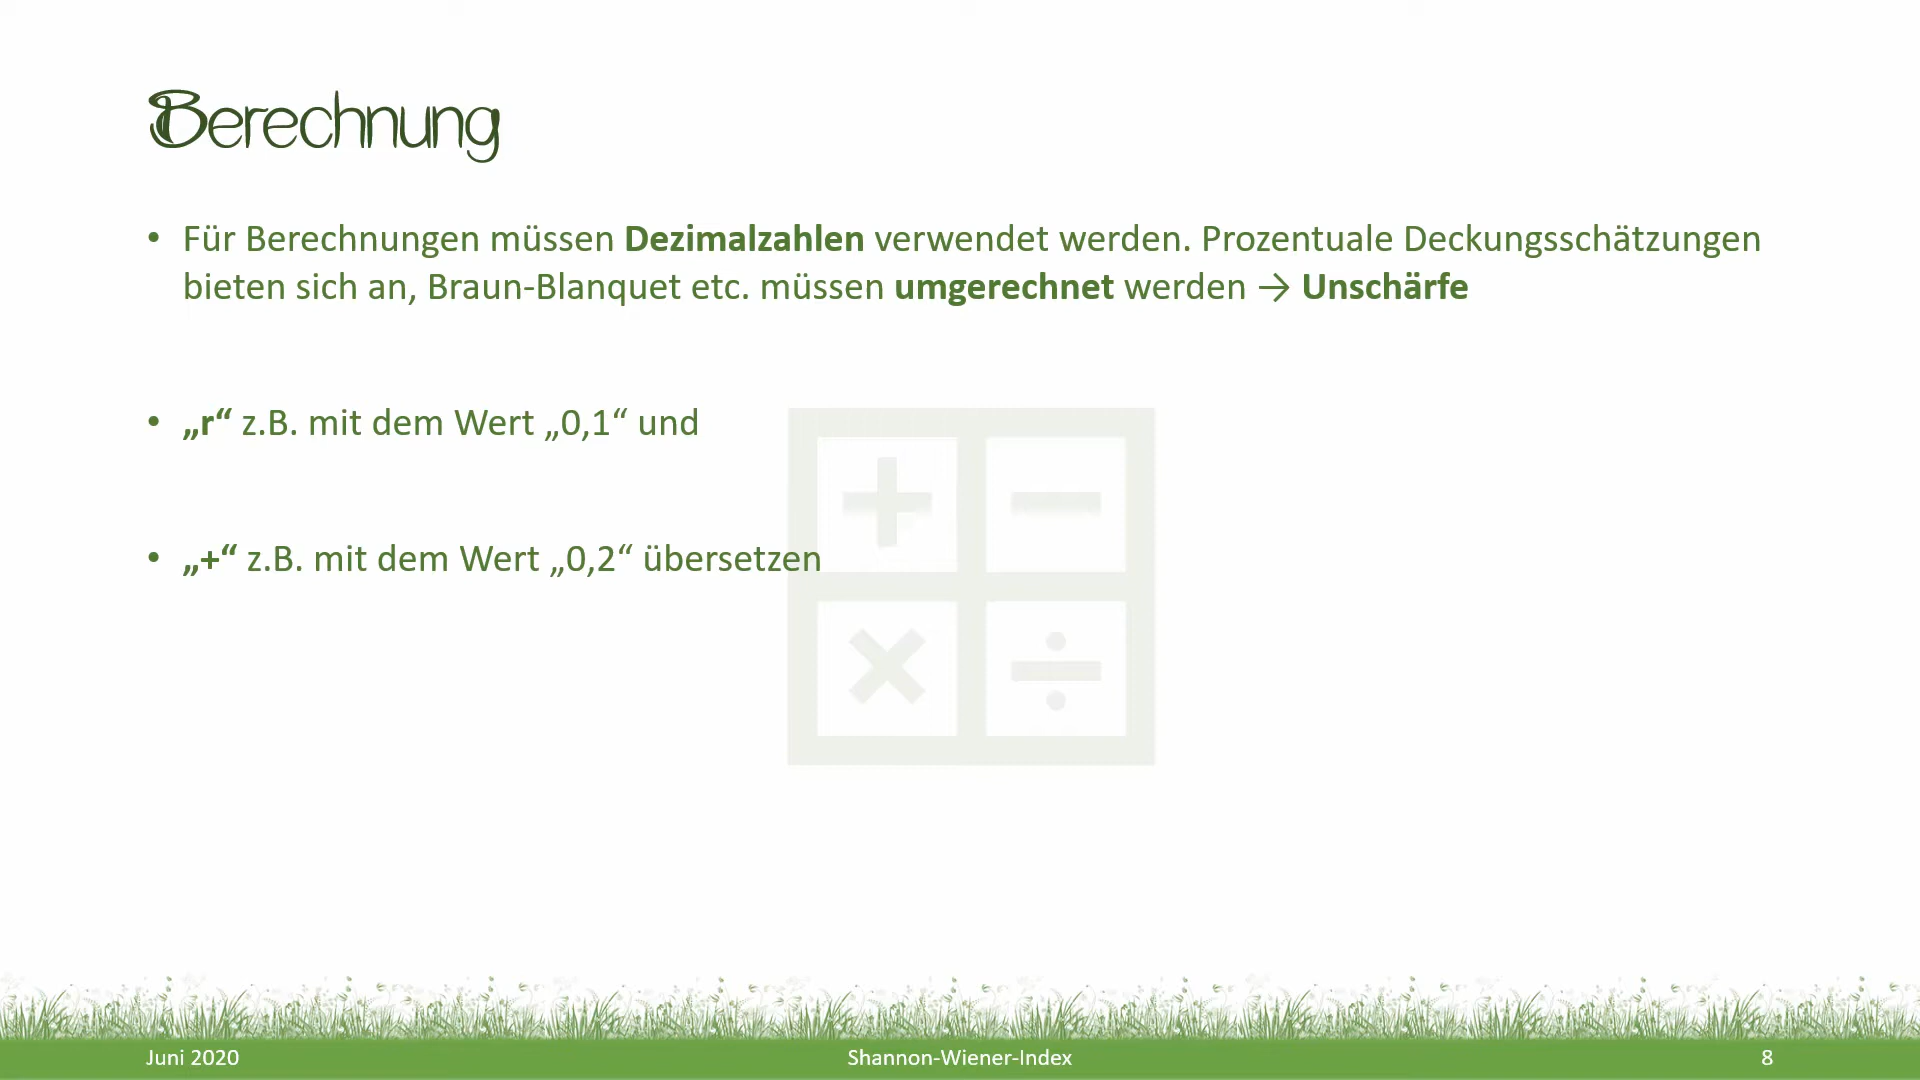 Berechnung
• Für Berechnungen müssen Dezimalzahlen verwendet werden. Prozentuale Deckungsschätzungen
bieten sich an, Braun-Blanquet etc. müssen umgerechnet werden → Unschärfe
• „r“ z.B. mit dem Wert „0,1“ und
• „+“ z.B. mit dem Wert „0,2“ übersetzen
Juni 2020
Shannon-Wiener-Index
8